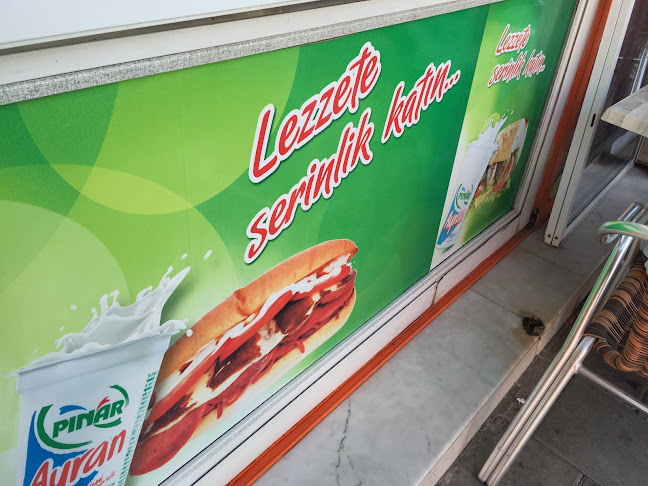 Lezzete
serinlik katın...
PINAR
Ayran
Lezzete
serinlik katın...